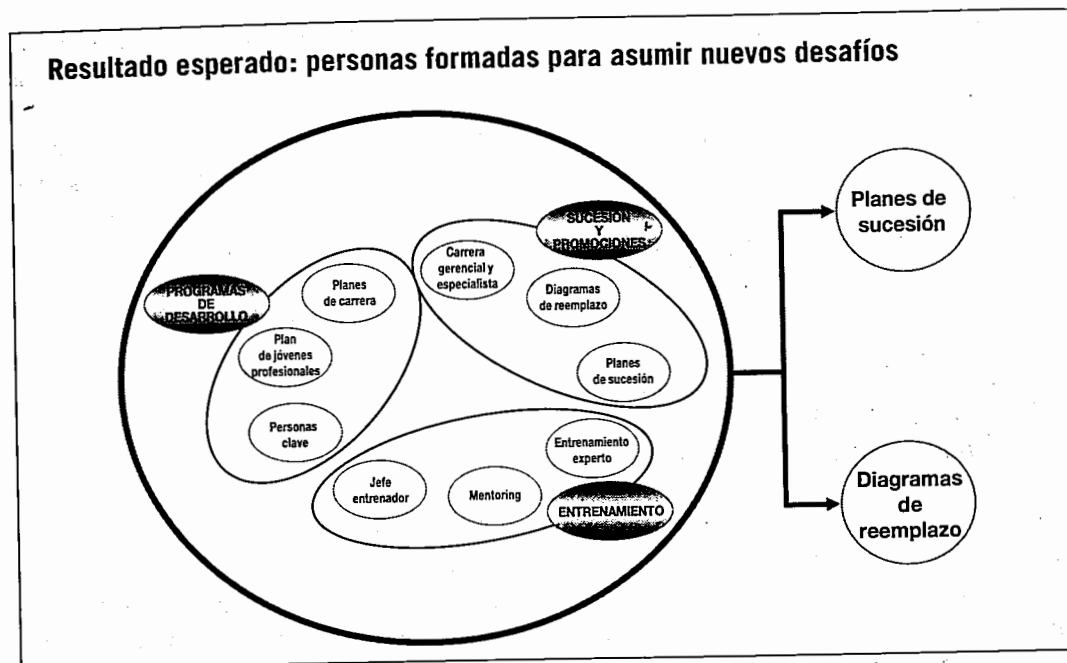 Resultado esperado: personas formadas para asumir nuevos desafíos
PROGRAMAS
DE
DESARROLLO
Planes
de carrera
Plan
de jóvenes
profesionales
Personas
clave
SUCESIÓN
Y
PROMOCIONES
Carrera
gerencial y
especialista
Diagramas
de reemplazo
Planes
de sucesión
Entrenamiento
experto
Jefe
entrenador
Mentoring
ENTRENAMIENTO
Planes de
sucesión
Diagramas
de
reemplazo